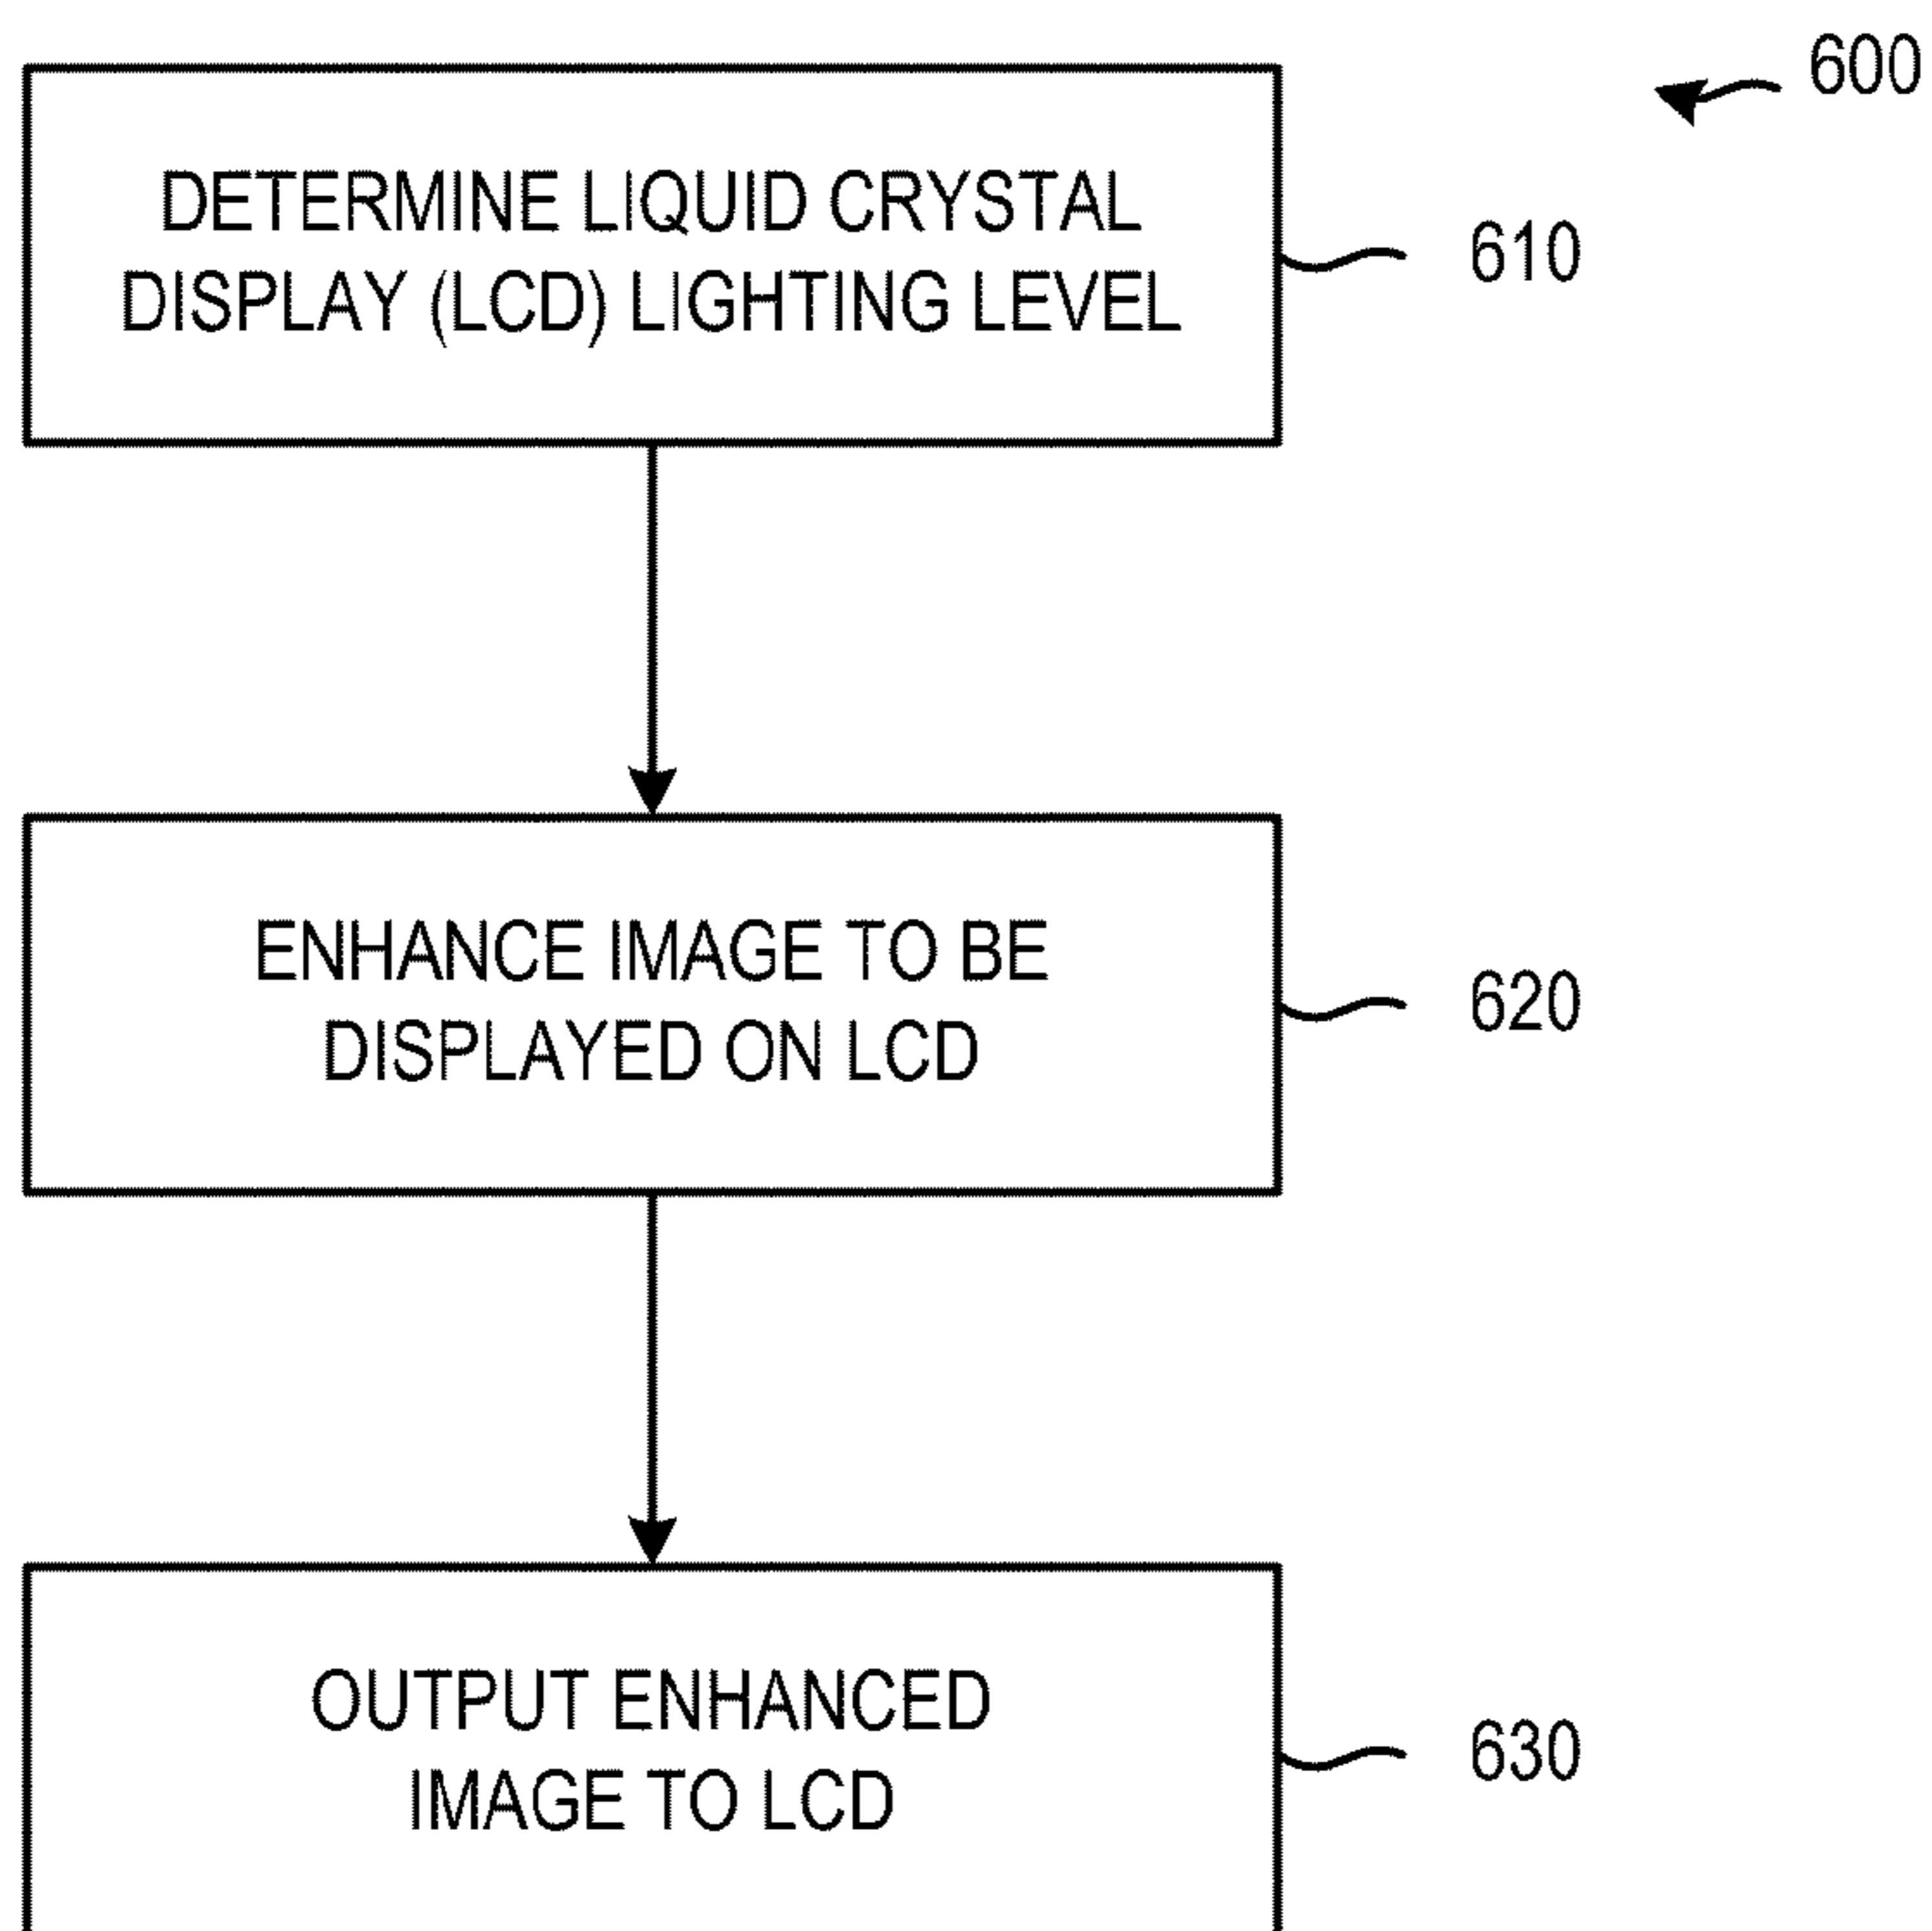 600
DETERMINE LIQUID CRYSTAL
DISPLAY (LCD) LIGHTING LEVEL
610
ENHANCE IMAGE TO BE
DISPLAYED ON LCD
620
OUTPUT ENHANCED
IMAGE TO LCD
630